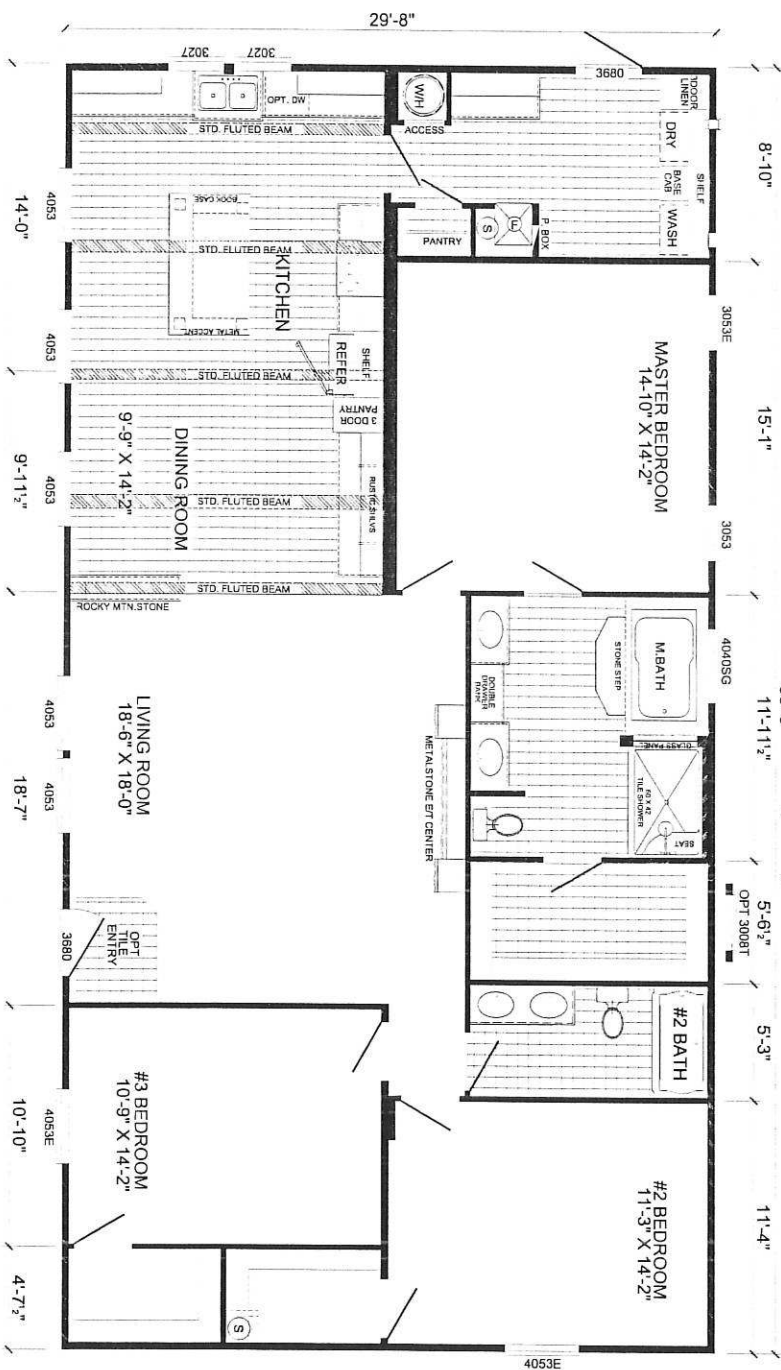 29'-8"
3027
3027
3680
8'-10"
15'-1"
11'-11½"
5'-6½"
5'-3"
11'-4"
14'-0"
9'-11½"
18'-7"
10'-10"
4'-7½"
OPT. DW
STD. FLUTED BEAM
W/H
ACCESS
LINEN
DRY
BASE
CAB
SHELF
WASH
P. BOX
F
S
PANTRY
4053
BOOK CASE
STD. FLUTED BEAM
KITCHEN
METAL ACCENT
4053
SHELF
REFER
STD. FLUTED BEAM
3 DOOR
PANTRY
DINING ROOM
9'-9" X 14'-2"
RUSTIC SHLVS
STD. FLUTED BEAM
4053
STD. FLUTED BEAM
ROCKY MTN.STONE
3053E
MASTER BEDROOM
14-10" X 14'-2"
3053
4040SG
M.BATH
STONE STEP
DOUBLE
DRAWER
BANK
GLASS PANEL
60 X 42
TILE SHOWER
SEAT
METALSTONE E/T CENTER
LIVING ROOM
18'-6" X 18'-0"
4053
4053
OPT
TILE
ENTRY
3680
OPT 3008T
#2 BATH
#3 BEDROOM
10'-9" X 14'-2"
4053E
#2 BEDROOM
11'-3" X 14'-2"
S
4053E